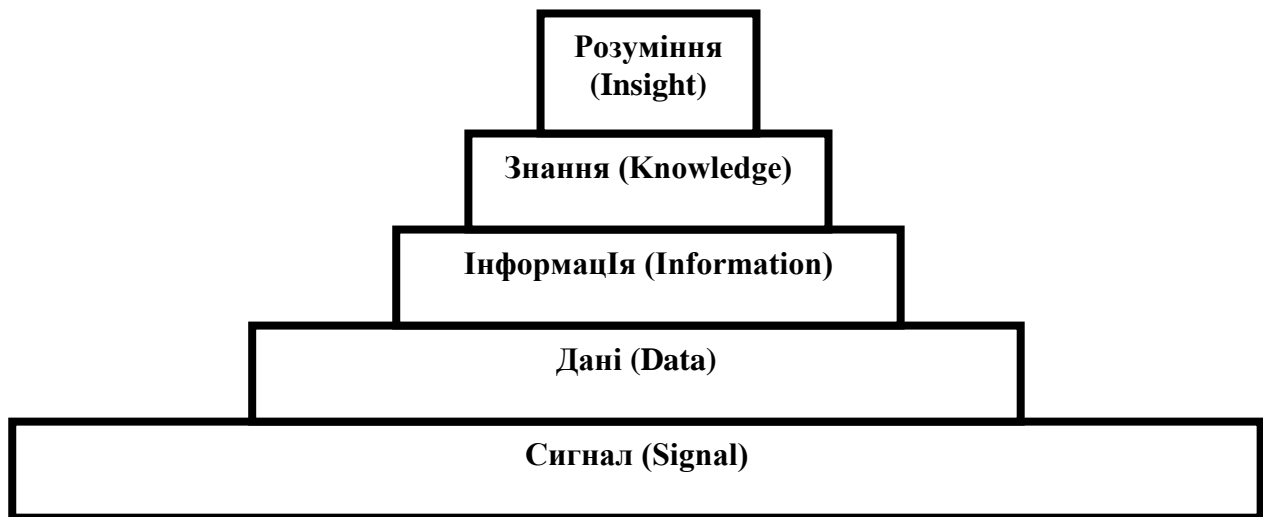 Розуміння
(Insight)
Знання (Knowledge)
ІнформацІя (Information)
Дані (Data)
Сигнал (Signal)